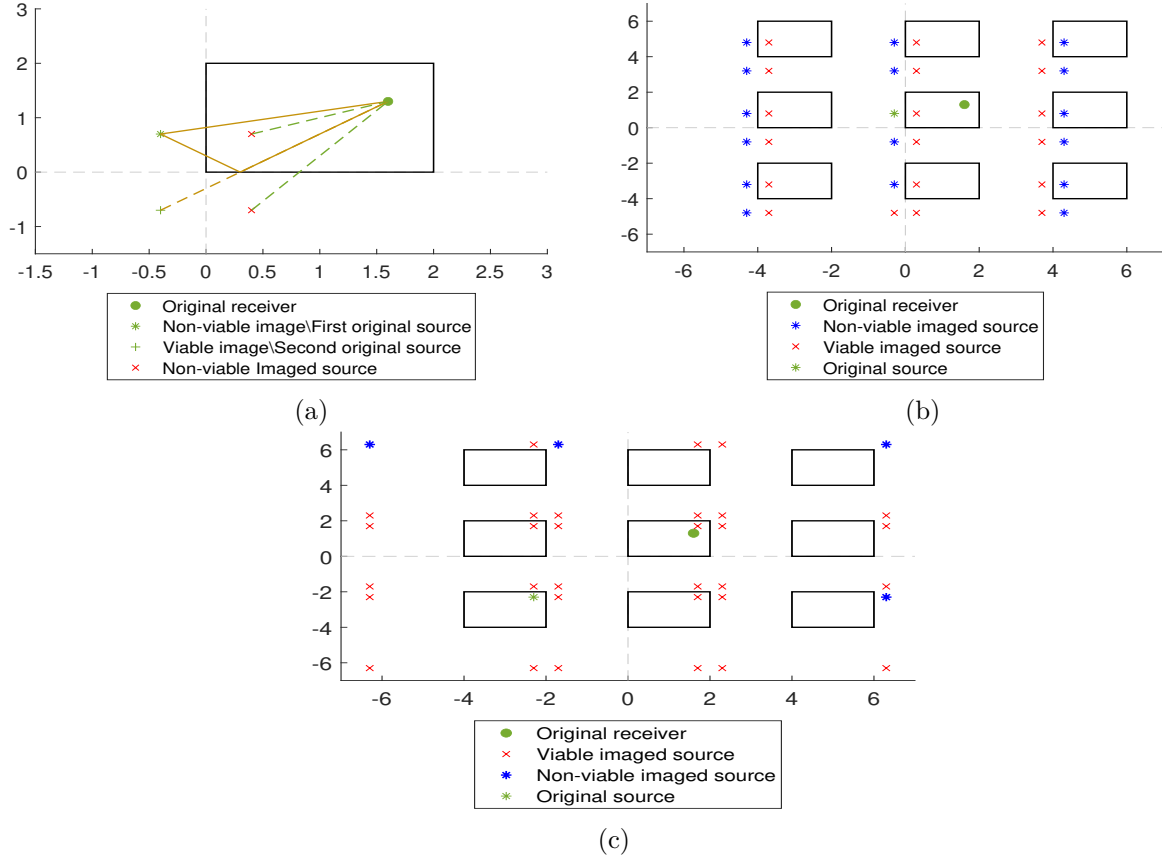 3
2
1
0
-1
-1.5 -1 -0.5 0 0.5 1 1.5 2 2.5 3
Original receiver
Non-viable image\First original source
Viable image\Second original source
Non-viable Imaged source
(a)
6
4
2
0
-2
-4
-6
-6 -4 -2 0 2 4 6
Original receiver
Non-viable imaged source
Viable imaged source
Original source
(b)
6
4
2
0
-2
-4
-6
-6 -4 -2 0 2 4 6
Original receiver
Viable imaged source
Non-viable imaged source
Original source
(c)